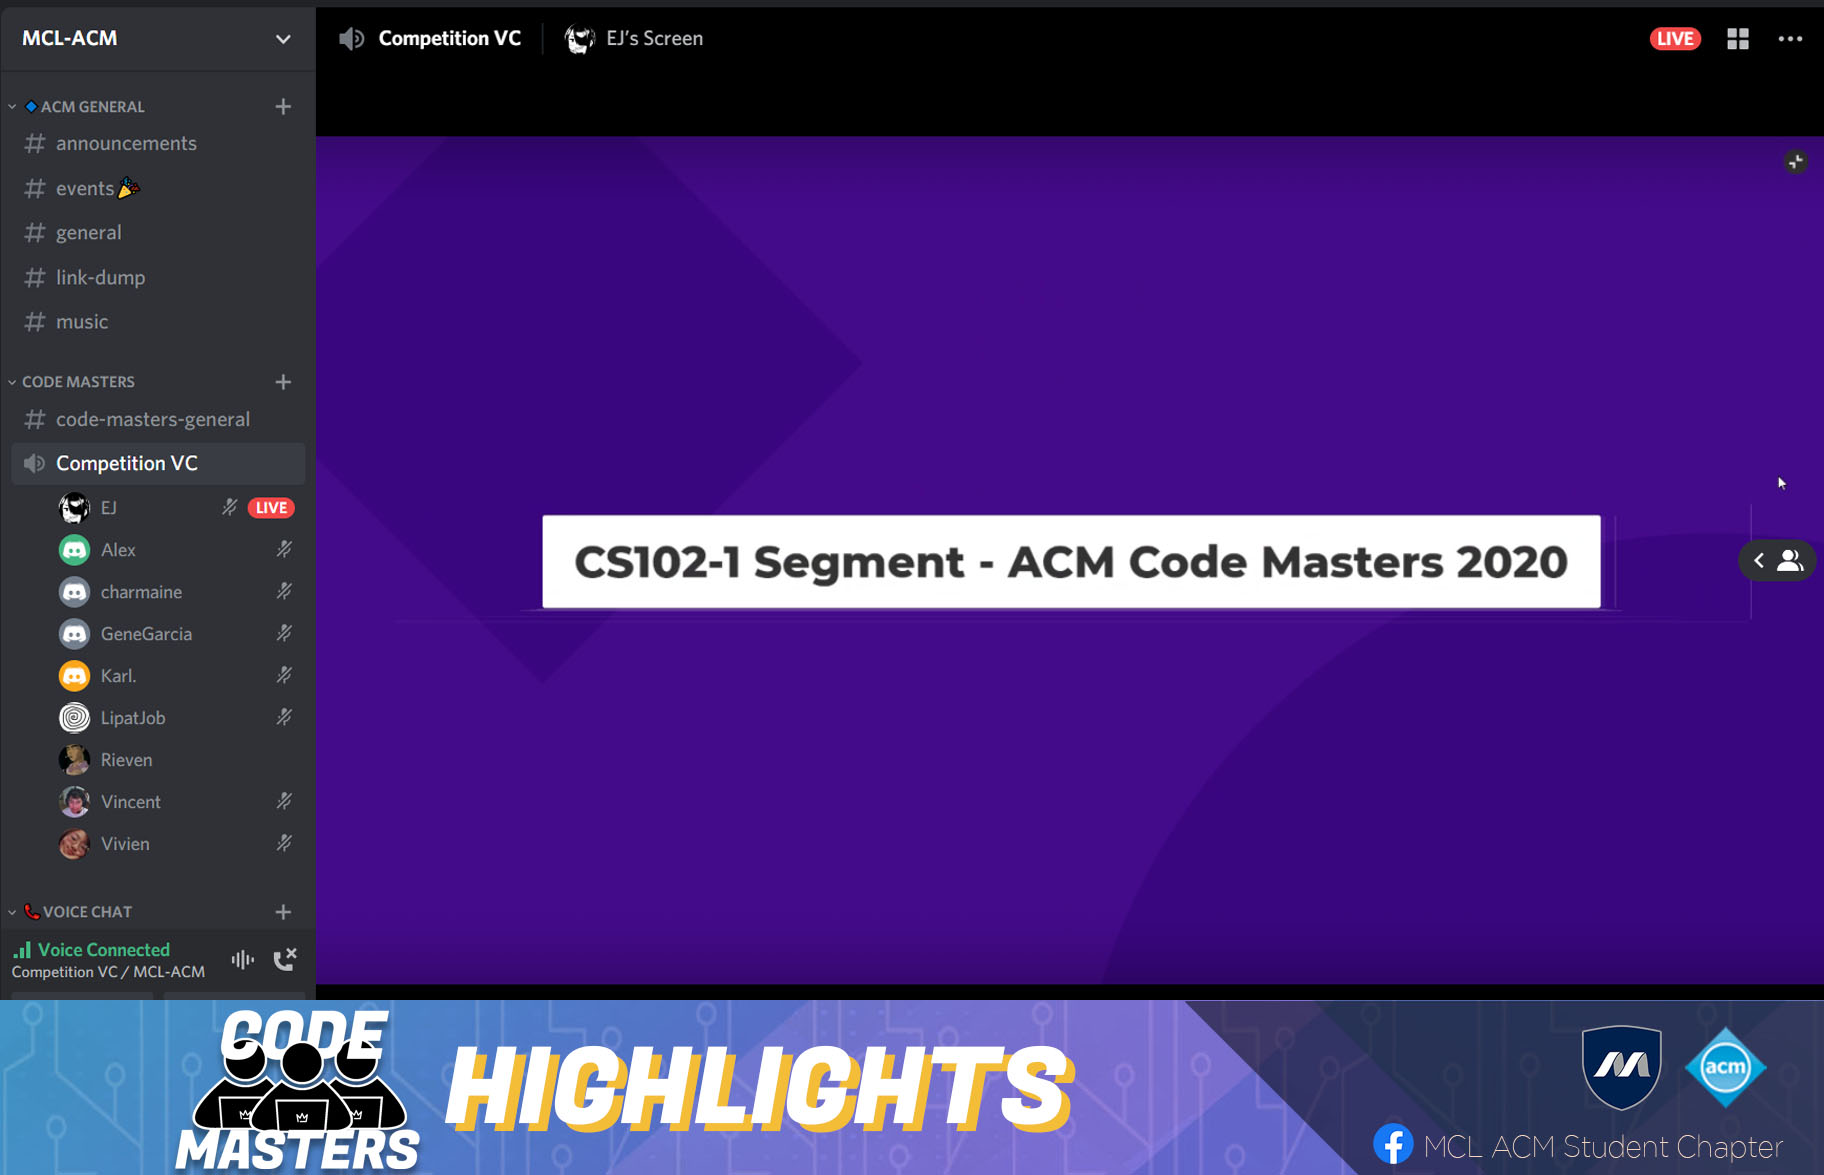 MCL-ACM
ACM GENERAL
announcements
events
general
link-dump
music
CODE MASTERS
code-masters-general
Competition VC
EJ LIVE
Alex
charmaine
GeneGarcia
Karl.
LipatJob
Rieven
Vincent
Vivien
VOICE CHAT
Voice Connected
Competition VC / MCL-ACM
Competition VC EJ's Screen LIVE
CS102-1 Segment - ACM Code Masters 2020
CODE
MASTERS
HIGHLIGHTS
acm
MCL ACM Student Chapter